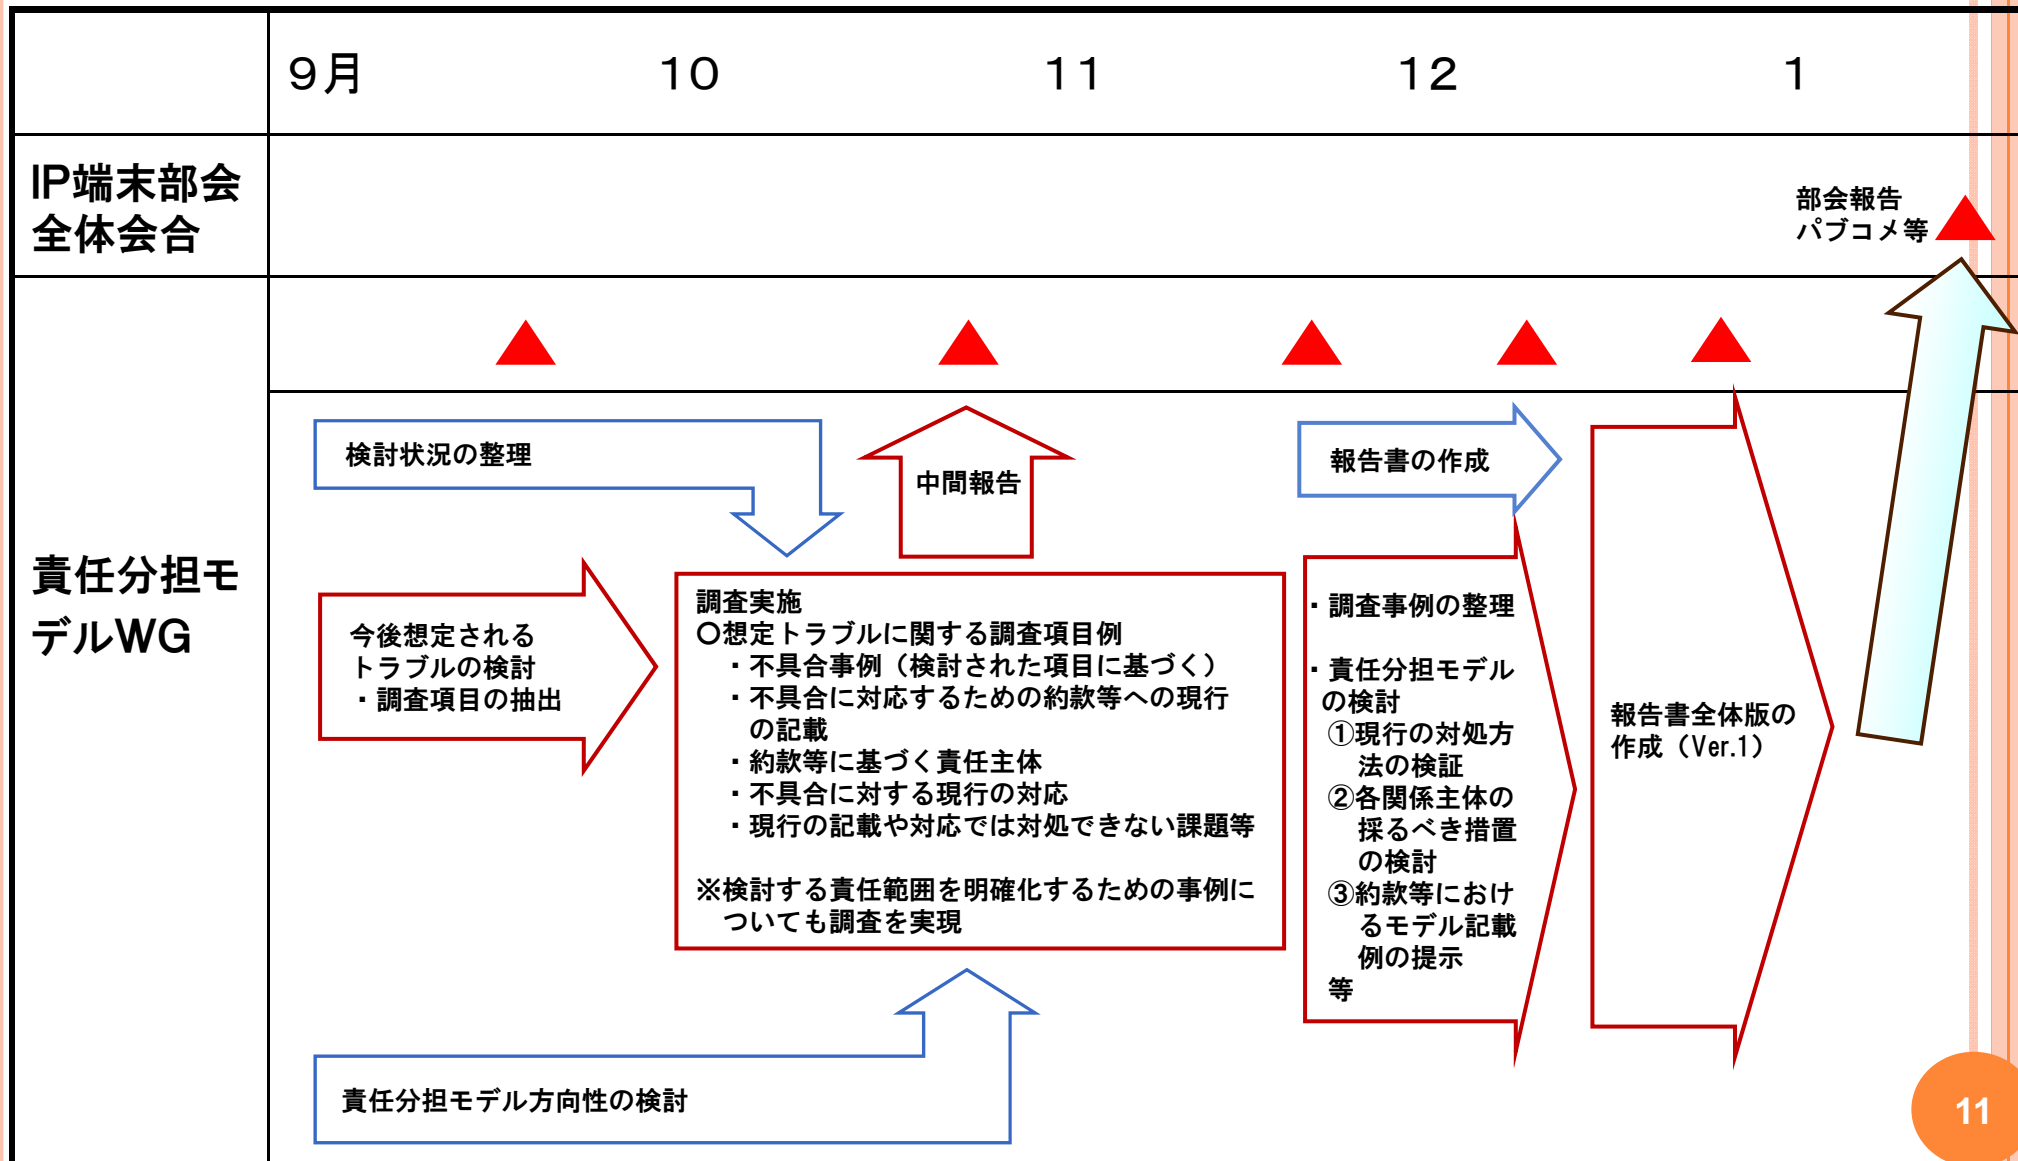 ９月 １０ １１ １２ １
IP端末部会
全体会合
部会報告
パブコメ等
責任分担モ
デルWG
検討状況の整理
中間報告
報告書の作成
今後想定される
トラブルの検討
・調査項目の抽出
調査実施
〇想定トラブルに関する調査項目例
・不具合事例（検討された項目に基づく）
・不具合に対応するための約款等への現行
の記載
・約款等に基づく責任主体
・不具合に対する現行の対応
・現行の記載や対応では対処できない課題等
※検討する責任範囲を明確化するための事例に
ついても調査を実現
・調査事例の整理
・責任分担モデル
の検討
①現行の対処方
法の検証
②各関係主体の
採るべき措置
の検討
③約款等におけ
るモデル記載
例の提示
等
報告書全体版の
作成（Ver.1）
責任分担モデル方向性の検討
11